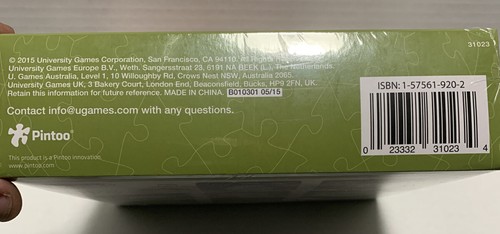 31023
© 2015 University Games Corporation, San Francisco, CA 94110. All Rights
University Games Europe B.V., Weth. Sangersstraat 23, 6191 NA BEEK (L.), The Netherlands.
U. Games Australia, Level 1, 10 Willoughby Rd, Crows Nest NSW, Australia 2065.
University Games UK, 3 Bakery Court, London End, Beaconsfield, Bucks, HP9 2FN, UK.
Retain this information for future reference. MADE IN CHINA. B010301 05/15
Contact info@ugames.com with any questions.
Pintoo
This product is a Pintoo innovation.
www.pintoo.com
ISBN: 1-57561-920-2
0 23332 31023 4